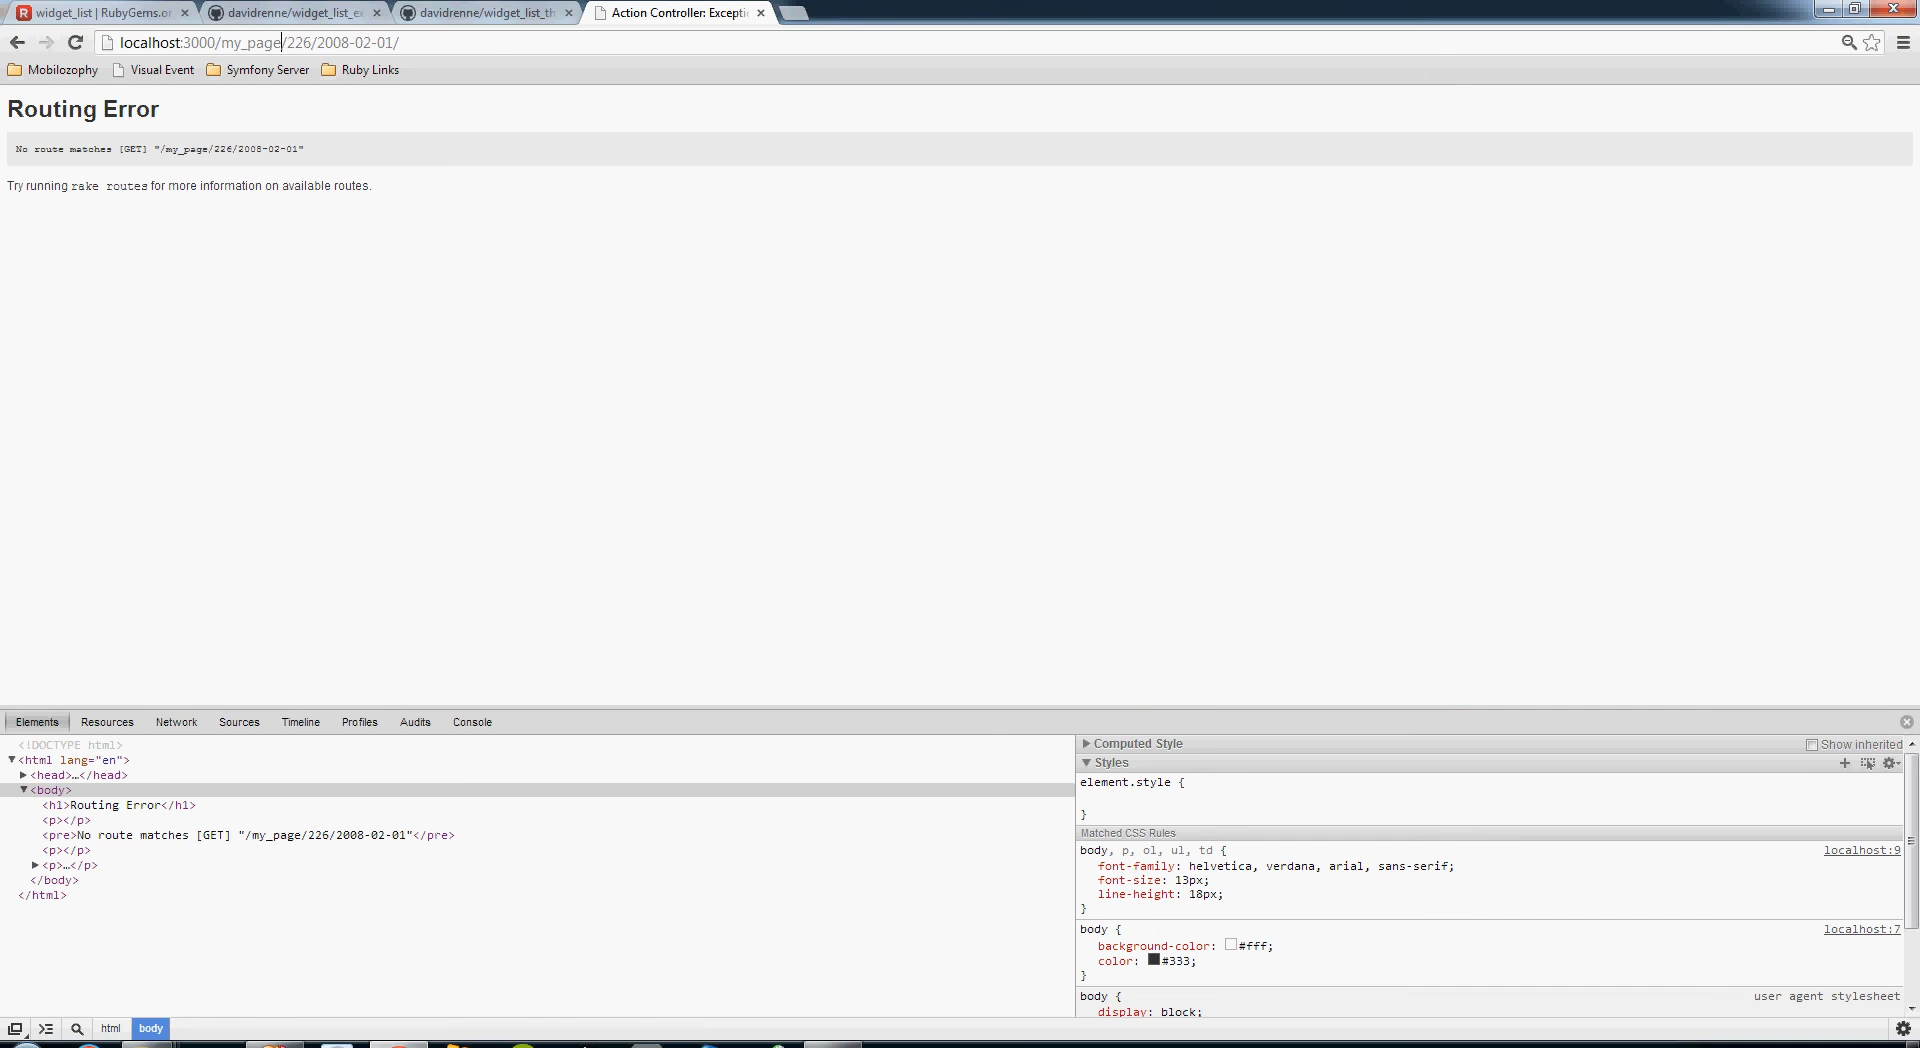 widget_list | RubyGems.or
davidrenne/widget_list_ex
davidrenne/widget_list_th
Action Controller: Excepti
localhost:3000/my_page/226/2008-02-01/
Mobilozophy
Visual Event
Symfony Server
Ruby Links
Routing Error
No route matches [GET] "/my_page/226/2008-02-01"
Try running rake routes for more information on available routes.
Elements
Resources
Network
Sources
Timeline
Profiles
Audits
Console
<!DOCTYPE html>
<html lang="en">
<head>…</head>
<body>
<h1>Routing Error</h1>
<p></p>
<pre>No route matches [GET] "/my_page/226/2008-02-01"</pre>
<p></p>
<p>…</p>
</body>
</html>
Computed Style
Show inherited
Styles
element.style {
}
Matched CSS Rules
body, p, ol, ul, td {
localhost:9
font-family: helvetica, verdana, arial, sans-serif;
font-size: 13px;
line-height: 18px;
}
body {
localhost:7
background-color: #fff;
color: #333;
}
body {
user agent stylesheet
display: block;
html
body